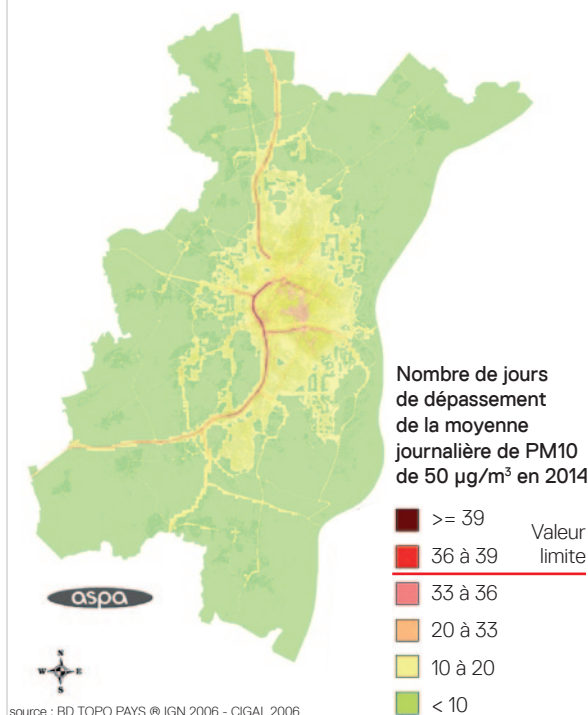 Nombre de jours
de dépassement
de la moyenne
journalière de PM10
de 50 µg/m³ en 2014
>= 39
Valeur
36 à 39
limite
33 à 36
20 à 33
10 à 20
< 10
aspa
N
W E
S
source : BD TOPO PAYS ® IGN 2006 - CIGAL 2006